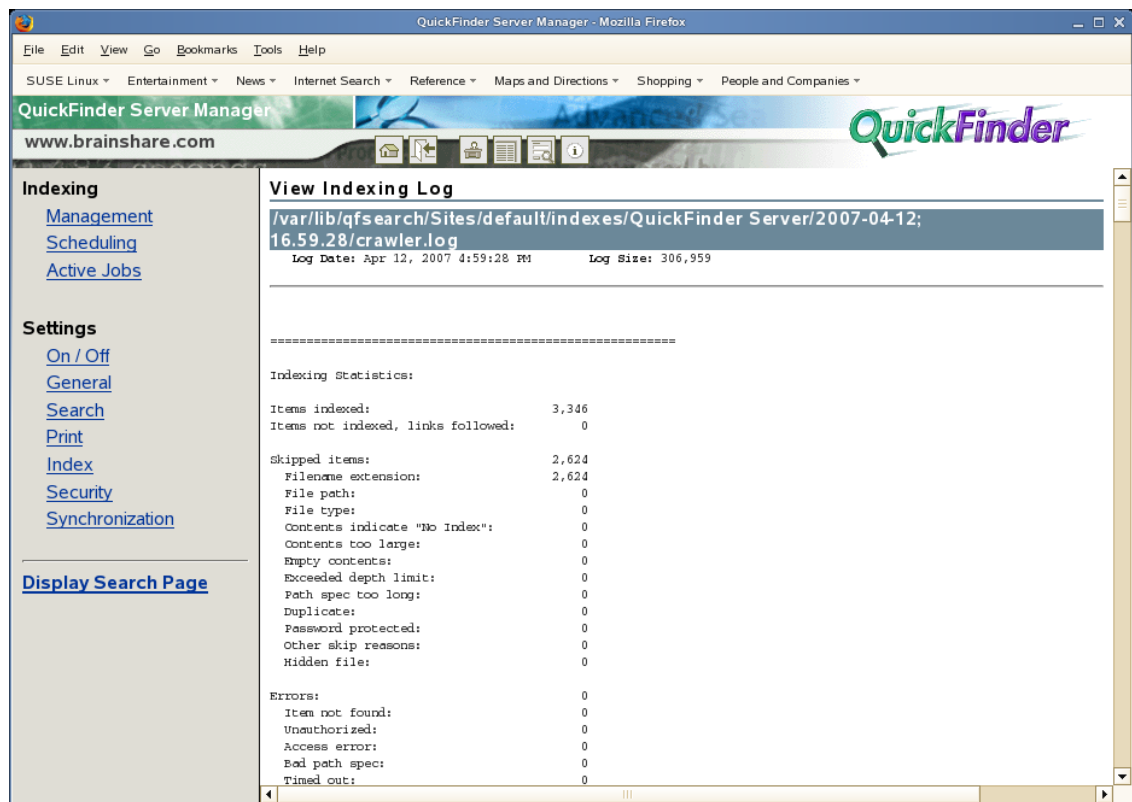 QuickFinder Server Manager - Mozilla Firefox
File Edit View Go Bookmarks Tools Help
SUSE Linux Entertainment News Internet Search Reference Maps and Directions Shopping People and Companies
QuickFinder Server Manager
Advanced Sea
www.brainshare.com
QuickFinder
Indexing
Management
Scheduling
Active Jobs
Settings
On / Off
General
Search
Print
Index
Security
Synchronization
Display Search Page
View Indexing Log
/var/lib/qfsearch/Sites/default/indexes/QuickFinder Server/2007-04-12;
16.59.28/crawler.log
Log Date: Apr 12, 2007 4:59:28 PM Log Size: 306,959
========================================================
Indexing Statistics:
Items indexed: 3,346
Items not indexed, links followed: 0
Skipped items: 2,624
Filename extension: 2,624
File path: 0
File type: 0
Contents indicate "No Index": 0
Contents too large: 0
Empty contents: 0
Exceeded depth limit: 0
Path spec too long: 0
Duplicate: 0
Password protected: 0
Other skip reasons: 0
Hidden file: 0
Errors: 0
Item not found: 0
Unauthorized: 0
Access error: 0
Bad path spec: 0
Timed out: 0